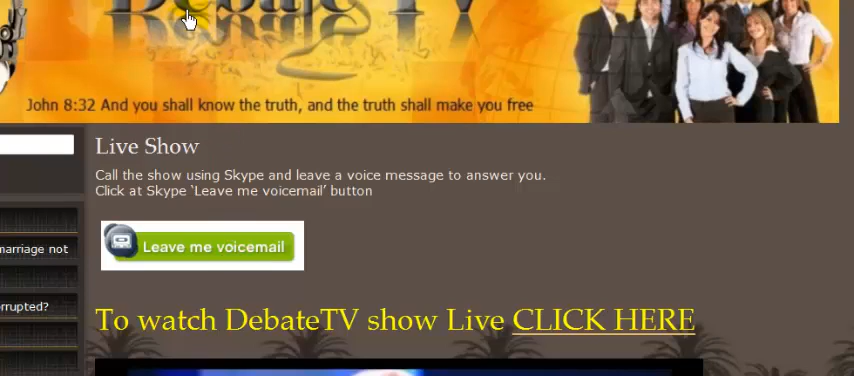 Debate TV
John 8:32 And you shall know the truth, and the truth shall make you free
Live Show
Call the show using Skype and leave a voice message to answer you.
Click at Skype ‘Leave me voicemail’ button
Leave me voicemail
marriage not
To watch DebateTV show Live CLICK HERE